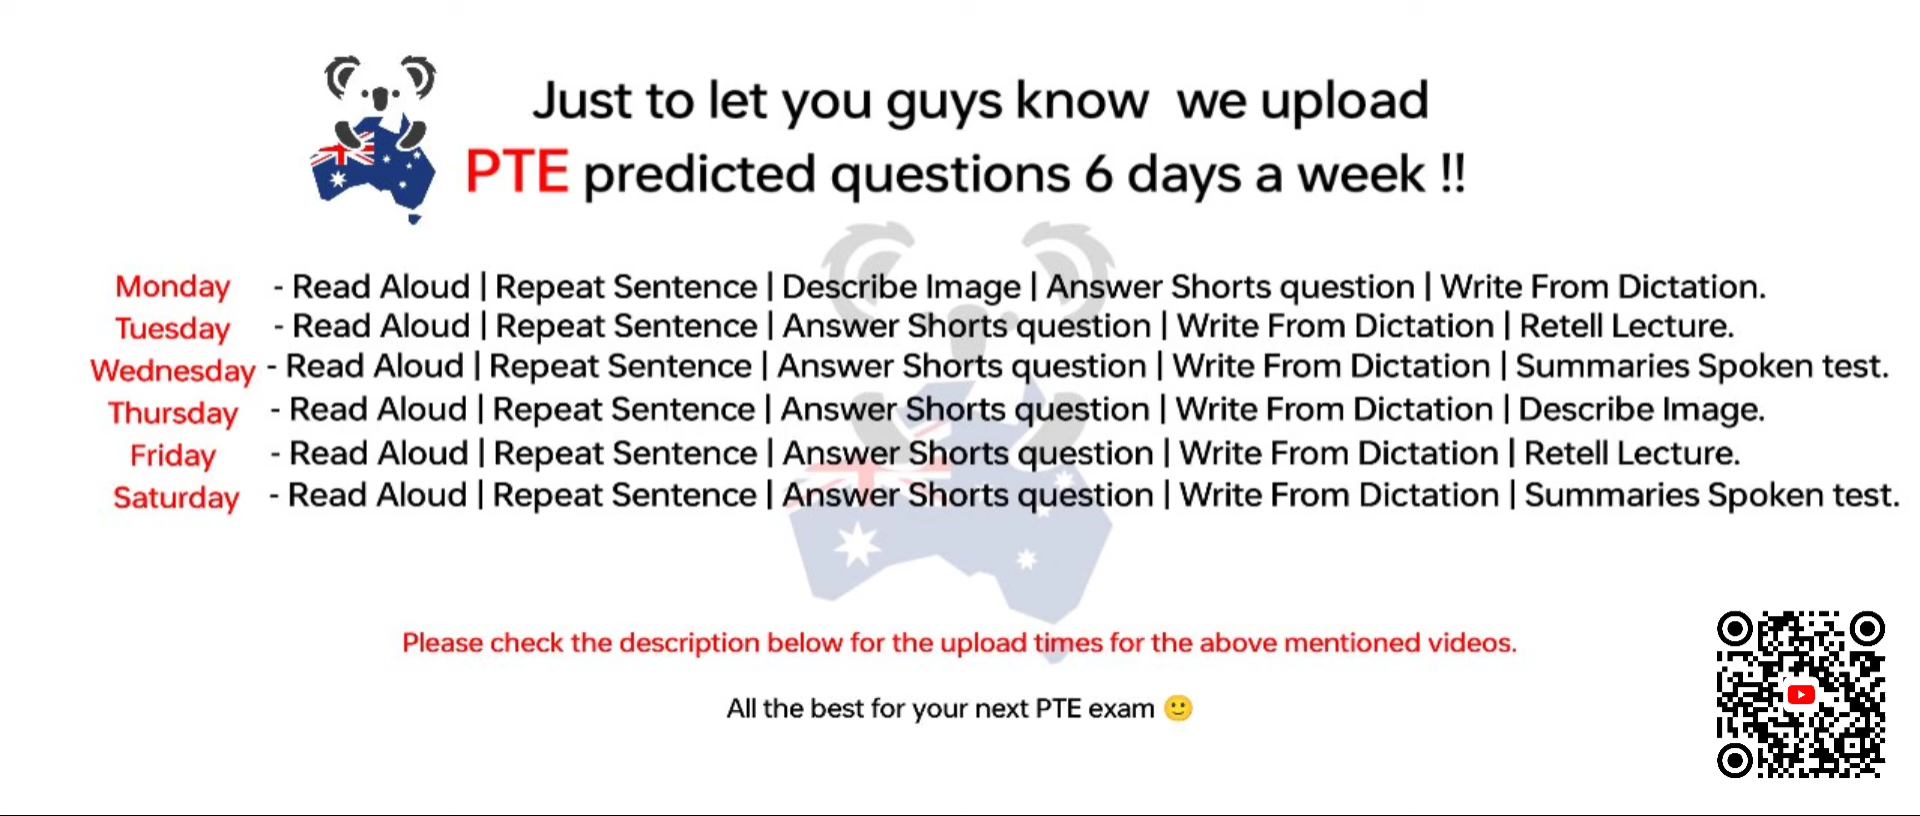 Just to let you guys know we upload
PTE predicted questions 6 days a week !!
Monday - Read Aloud | Repeat Sentence | Describe Image | Answer Shorts question | Write From Dictation.
Tuesday - Read Aloud | Repeat Sentence | Answer Shorts question | Write From Dictation | Retell Lecture.
Wednesday - Read Aloud | Repeat Sentence | Answer Shorts question | Write From Dictation | Summaries Spoken test.
Thursday - Read Aloud | Repeat Sentence | Answer Shorts question | Write From Dictation | Describe Image.
Friday - Read Aloud | Repeat Sentence | Answer Shorts question | Write From Dictation | Retell Lecture.
Saturday - Read Aloud | Repeat Sentence | Answer Shorts question | Write From Dictation | Summaries Spoken test.
Please check the description below for the upload times for the above mentioned videos.
All the best for your next PTE exam 🙂